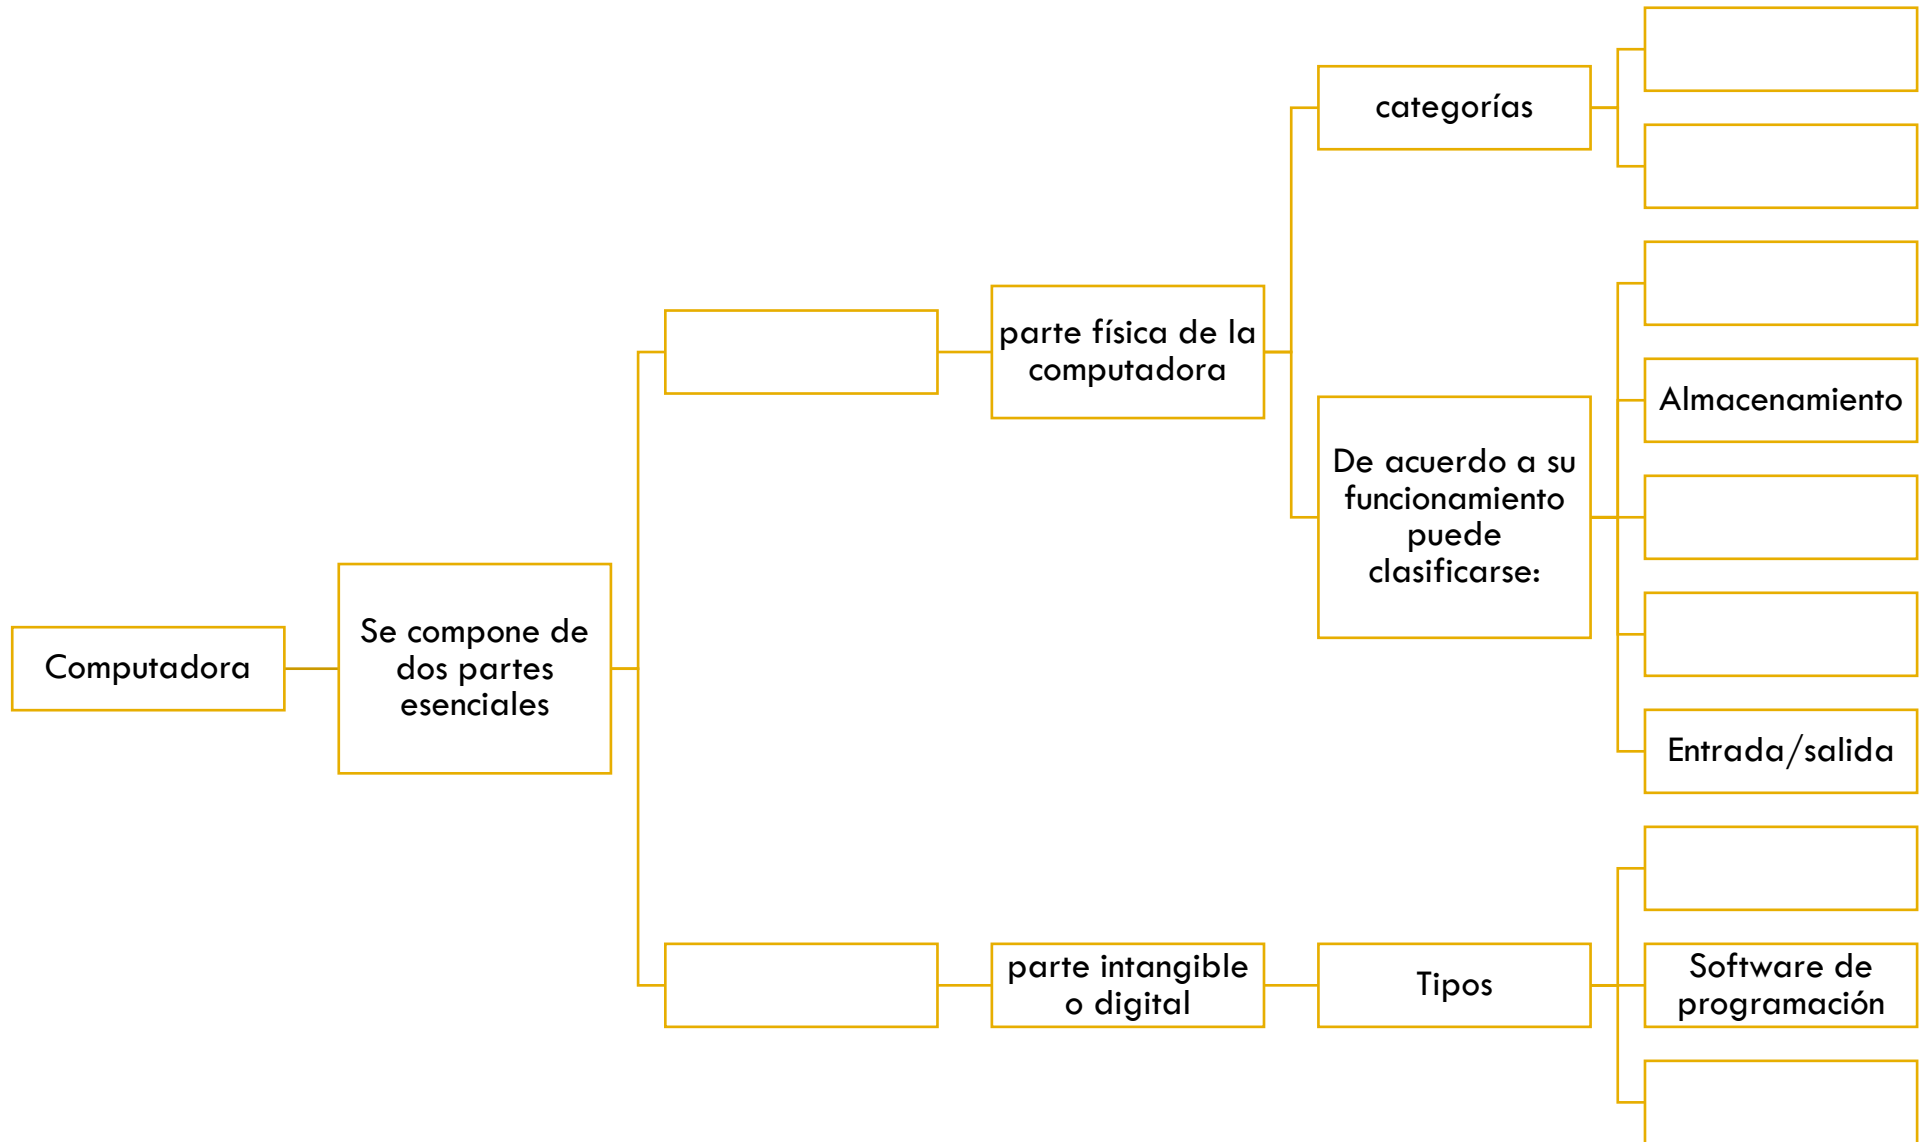 Computadora
Se compone de
dos partes
esenciales
parte física de la
computadora
categorías
De acuerdo a su
funcionamiento
puede
clasificarse:
Almacenamiento
Entrada/salida
parte intangible
o digital
Tipos
Software de
programación